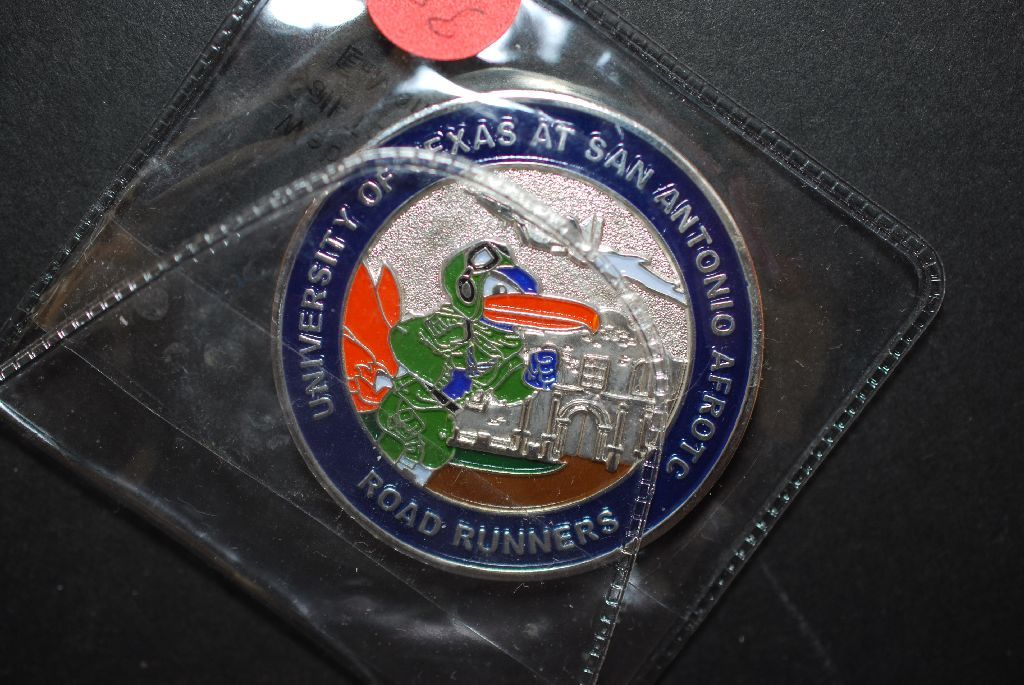 UNIVERSITY OF TEXAS AT SAN ANTONIO AFROTC
ROAD RUNNERS